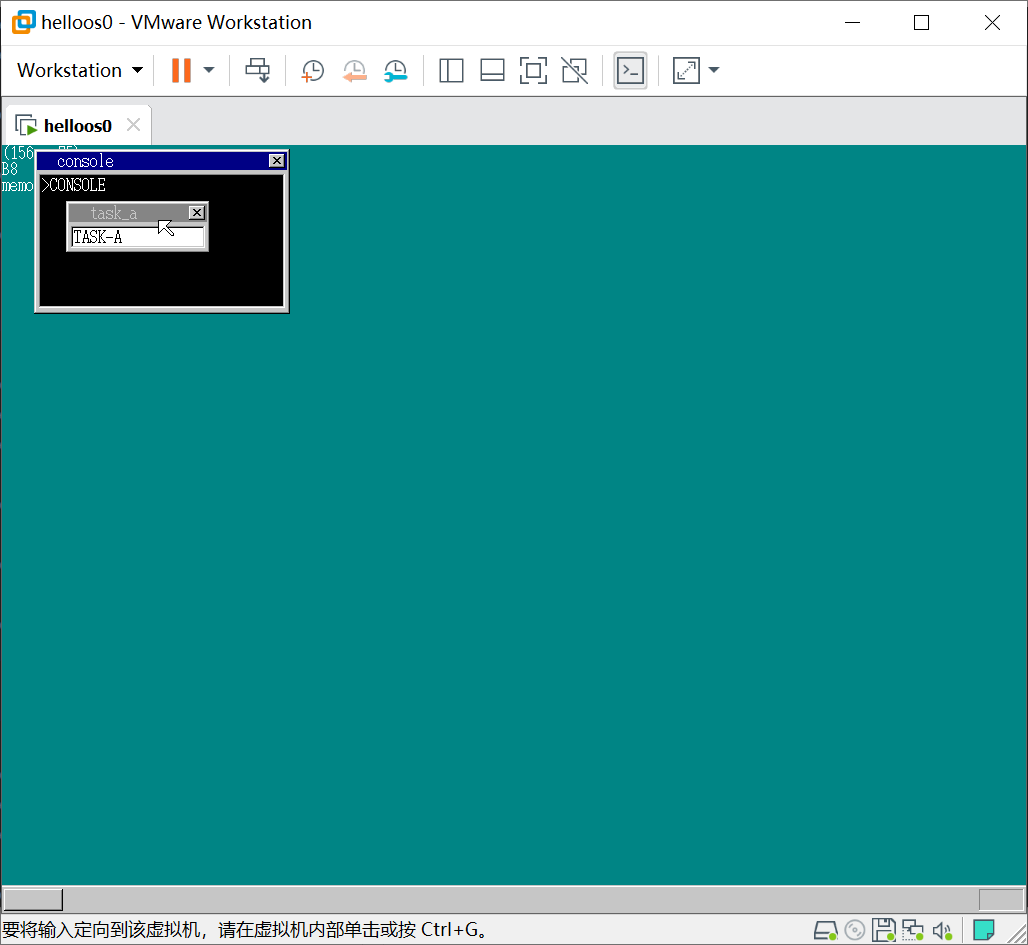 helloos0 - VMware Workstation
Workstation
helloos0
(156
B8
memo
console
>CONSOLE
task_a
TASK-A
要将输入定向到该虚拟机，请在虚拟机内部单击或按 Ctrl+G。